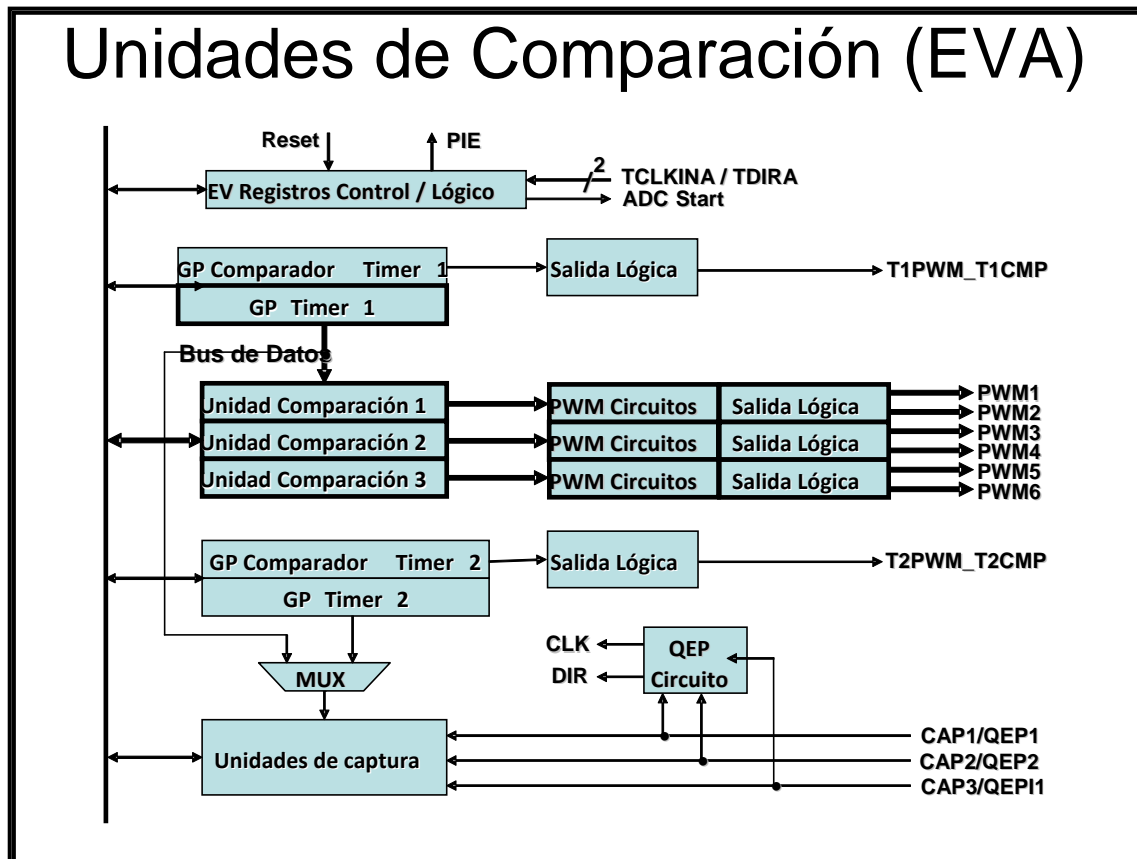 Unidades de Comparación (EVA)
Reset
PIE
2
EV Registros Control / Lógico
TCLKINA / TDIRA
ADC Start
GP Comparador Timer 1
Salida Lógica
T1PWM_T1CMP
GP Timer 1
Bus de Datos
Unidad Comparación 1
PWM Circuitos
Salida Lógica
PWM1
PWM2
Unidad Comparación 2
PWM Circuitos
Salida Lógica
PWM3
PWM4
Unidad Comparación 3
PWM Circuitos
Salida Lógica
PWM5
PWM6
GP Comparador Timer 2
Salida Lógica
T2PWM_T2CMP
GP Timer 2
CLK
DIR
QEP
Circuito
MUX
Unidades de captura
CAP1/QEP1
CAP2/QEP2
CAP3/QEPI1